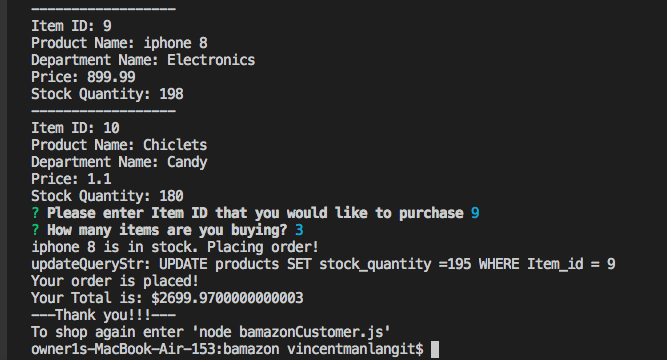 ------------------
Item ID: 9
Product Name: iphone 8
Department Name: Electronics
Price: 899.99
Stock Quantity: 198
------------------
Item ID: 10
Product Name: Chiclets
Department Name: Candy
Price: 1.1
Stock Quantity: 180
? Please enter Item ID that you would like to purchase 9
? How many items are you buying? 3
iphone 8 is in stock. Placing order!
updateQueryStr: UPDATE products SET stock_quantity =195 WHERE Item_id = 9
Your order is placed!
Your Total is: $2699.9700000000003
---Thank you!!!---
To shop again enter 'node bamazonCustomer.js'
owner1s-MacBook-Air-153:bamazon vincentmanlangit$